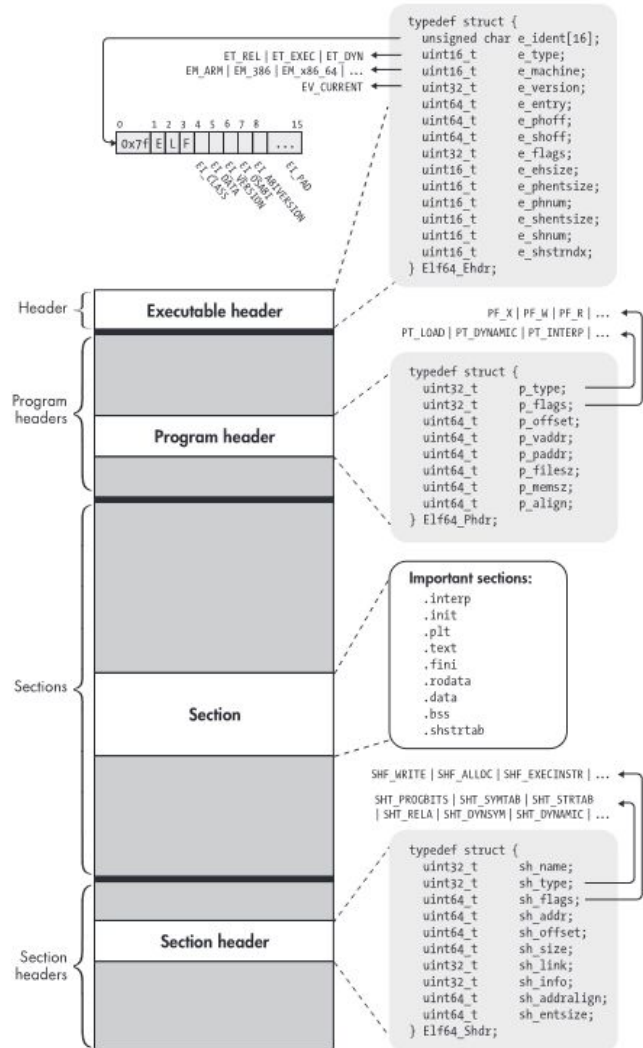 typedef struct {
unsigned char e_ident[16];
uint16_t e_type;
uint16_t e_machine;
uint32_t e_version;
uint64_t e_entry;
uint64_t e_phoff;
uint64_t e_shoff;
uint32_t e_flags;
uint16_t e_ehsize;
uint16_t e_phentsize;
uint16_t e_phnum;
uint16_t e_shentsize;
uint16_t e_shnum;
uint16_t e_shstrndx;
} Elf64_Ehdr;
ET_REL | ET_EXEC | ET_DYN
EM_ARM | EM_386 | EM_x86_64 | ...
EV_CURRENT
0 1 2 3 4 5 6 7 8 15
0x7f E L F ...
EI_CLASS
EI_DATA
EI_VERSION
EI_OSABI
EI_ABIVERSION
EI_PAD
Header
Executable header
PF_X | PF_W | PF_R | ...
PT_LOAD | PT_DYNAMIC | PT_INTERP | ...
Program
headers
Program header
typedef struct {
uint32_t p_type;
uint32_t p_flags;
uint64_t p_offset;
uint64_t p_vaddr;
uint64_t p_paddr;
uint64_t p_filesz;
uint64_t p_memsz;
uint64_t p_align;
} Elf64_Phdr;
Sections
Section
Important sections:
.interp
.init
.plt
.text
.fini
.rodata
.data
.bss
.shstrtab
SHF_WRITE | SHF_ALLOC | SHF_EXECINSTR | ...
SHT_PROGBITS | SHT_SYMTAB | SHT_STRTAB
| SHT_RELA | SHT_DYNSYM | SHT_DYNAMIC | ...
Section
headers
Section header
typedef struct {
uint32_t sh_name;
uint32_t sh_type;
uint64_t sh_flags;
uint64_t sh_addr;
uint64_t sh_offset;
uint64_t sh_size;
uint32_t sh_link;
uint32_t sh_info;
uint64_t sh_addralign;
uint64_t sh_entsize;
} Elf64_Shdr;